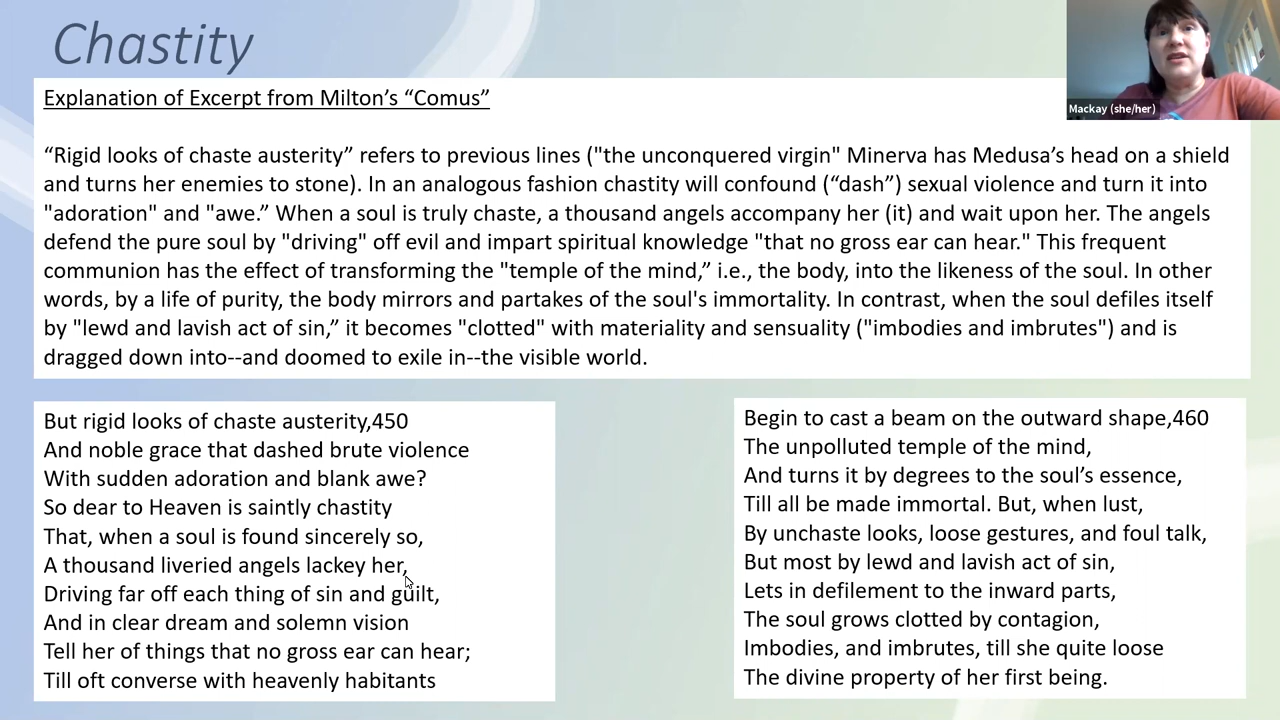 Chastity
Mackay (she/her)
Explanation of Excerpt from Milton’s “Comus”
“Rigid looks of chaste austerity” refers to previous lines ("the unconquered virgin" Minerva has Medusa’s head on a shield
and turns her enemies to stone). In an analogous fashion chastity will confound (“dash”) sexual violence and turn it into
"adoration" and "awe.” When a soul is truly chaste, a thousand angels accompany her (it) and wait upon her. The angels
defend the pure soul by "driving" off evil and impart spiritual knowledge "that no gross ear can hear." This frequent
communion has the effect of transforming the "temple of the mind,” i.e., the body, into the likeness of the soul. In other
words, by a life of purity, the body mirrors and partakes of the soul's immortality. In contrast, when the soul defiles itself
by "lewd and lavish act of sin,” it becomes "clotted" with materiality and sensuality ("imbodies and imbrutes") and is
dragged down into--and doomed to exile in--the visible world.
But rigid looks of chaste austerity,450
And noble grace that dashed brute violence
With sudden adoration and blank awe?
So dear to Heaven is saintly chastity
That, when a soul is found sincerely so,
A thousand liveried angels lackey her,
Driving far off each thing of sin and guilt,
And in clear dream and solemn vision
Tell her of things that no gross ear can hear;
Till oft converse with heavenly habitants
Begin to cast a beam on the outward shape,460
The unpolluted temple of the mind,
And turns it by degrees to the soul’s essence,
Till all be made immortal. But, when lust,
By unchaste looks, loose gestures, and foul talk,
But most by lewd and lavish act of sin,
Lets in defilement to the inward parts,
The soul grows clotted by contagion,
Imbodies, and imbrutes, till she quite loose
The divine property of her first being.